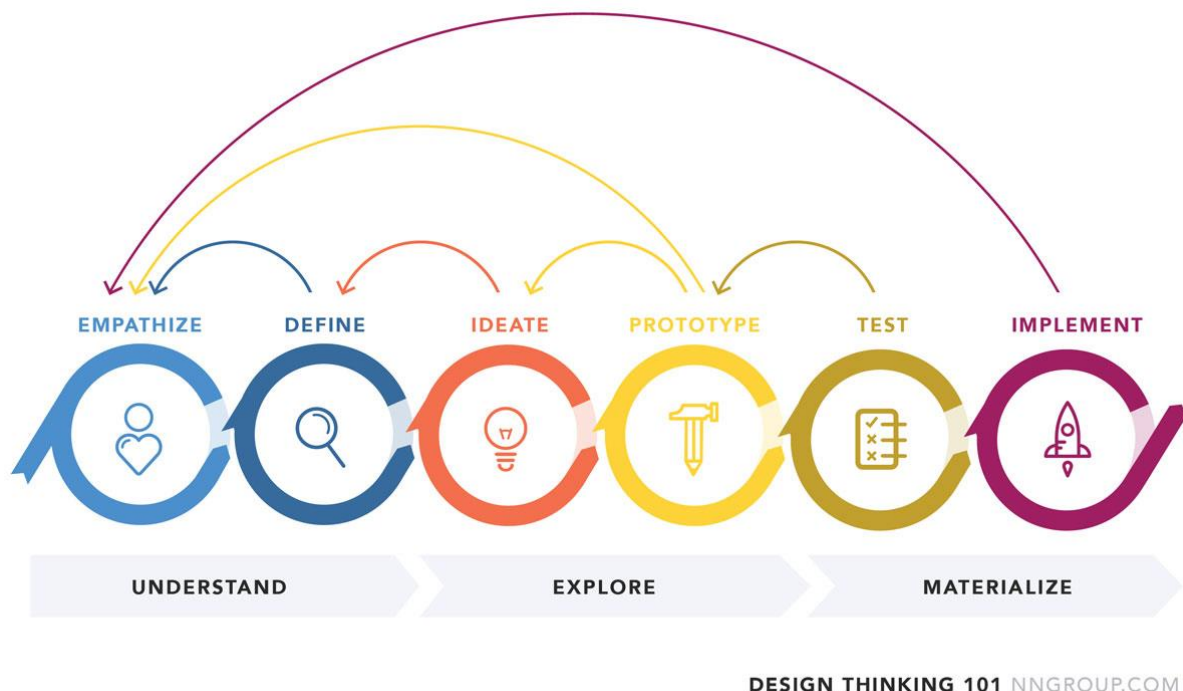 EMPATHIZE DEFINE IDEATE PROTOTYPE TEST IMPLEMENT
UNDERSTAND EXPLORE MATERIALIZE
DESIGN THINKING 101 NNGROUP.COM